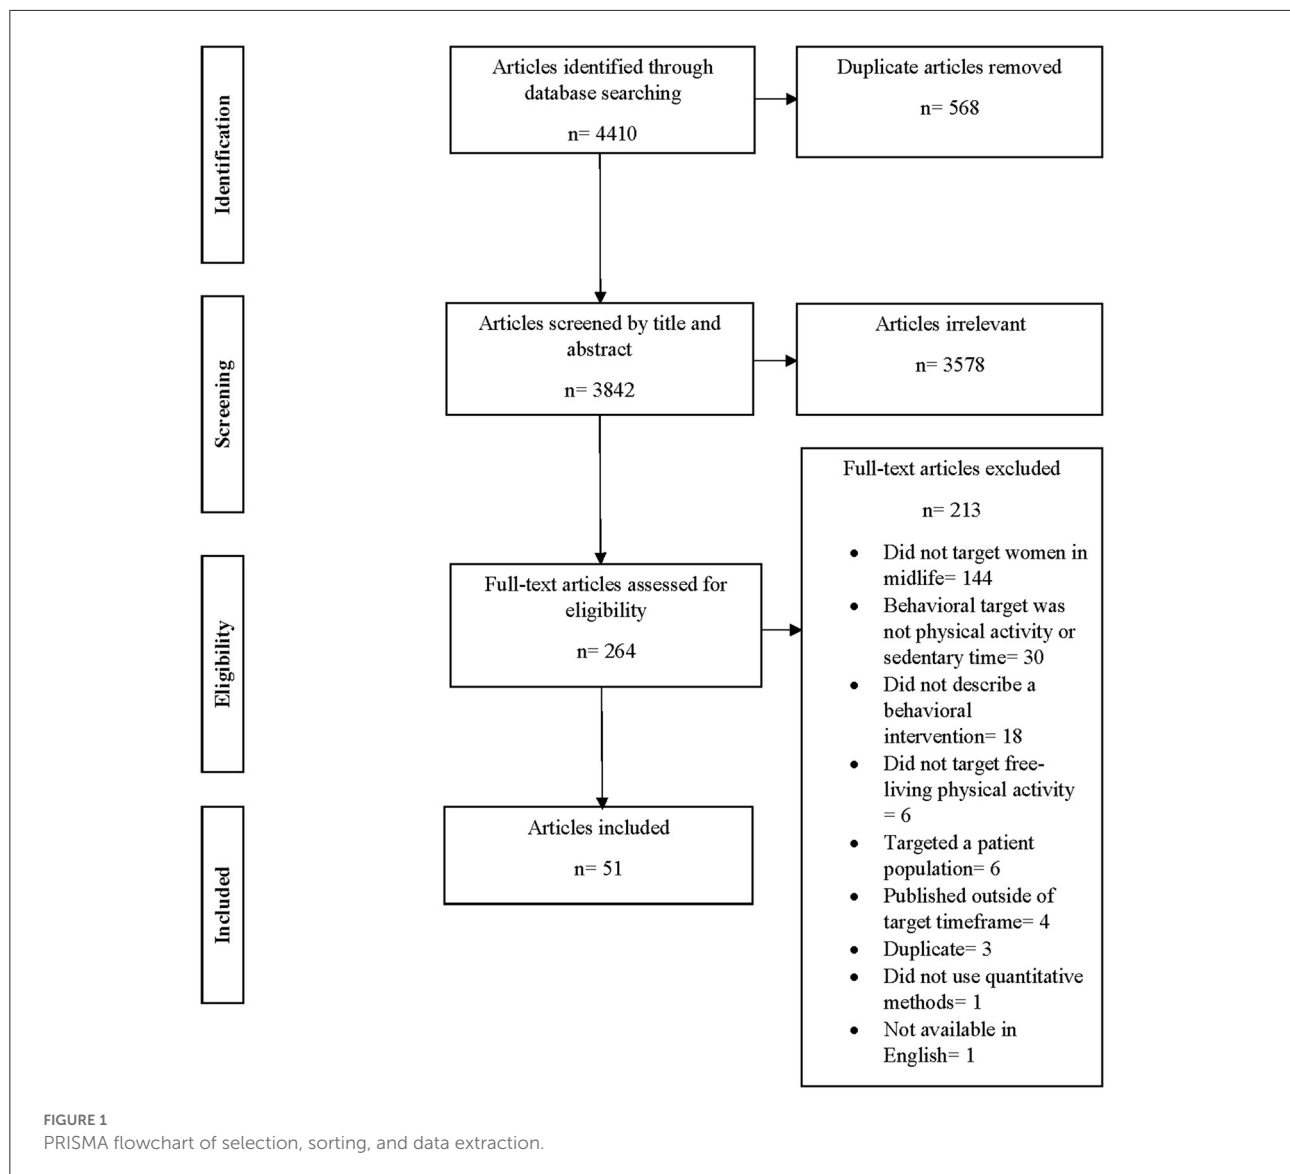 Identification
Articles identified through
database searching
n= 4410
Duplicate articles removed
n= 568
Screening
Articles screened by title and
abstract
n= 3842
Articles irrelevant
n= 3578
Eligibility
Full-text articles assessed for
eligibility
n= 264
Full-text articles excluded
n= 213
• Did not target women in
midlife= 144
• Behavioral target was
not physical activity or
sedentary time= 30
• Did not describe a
behavioral
intervention= 18
• Did not target free-
living physical activity
= 6
• Targeted a patient
population= 6
• Published outside of
target timeframe= 4
• Duplicate= 3
• Did not use quantitative
methods= 1
• Not available in
English= 1
Included
Articles included
n= 51
FIGURE 1
PRISMA flowchart of selection, sorting, and data extraction.